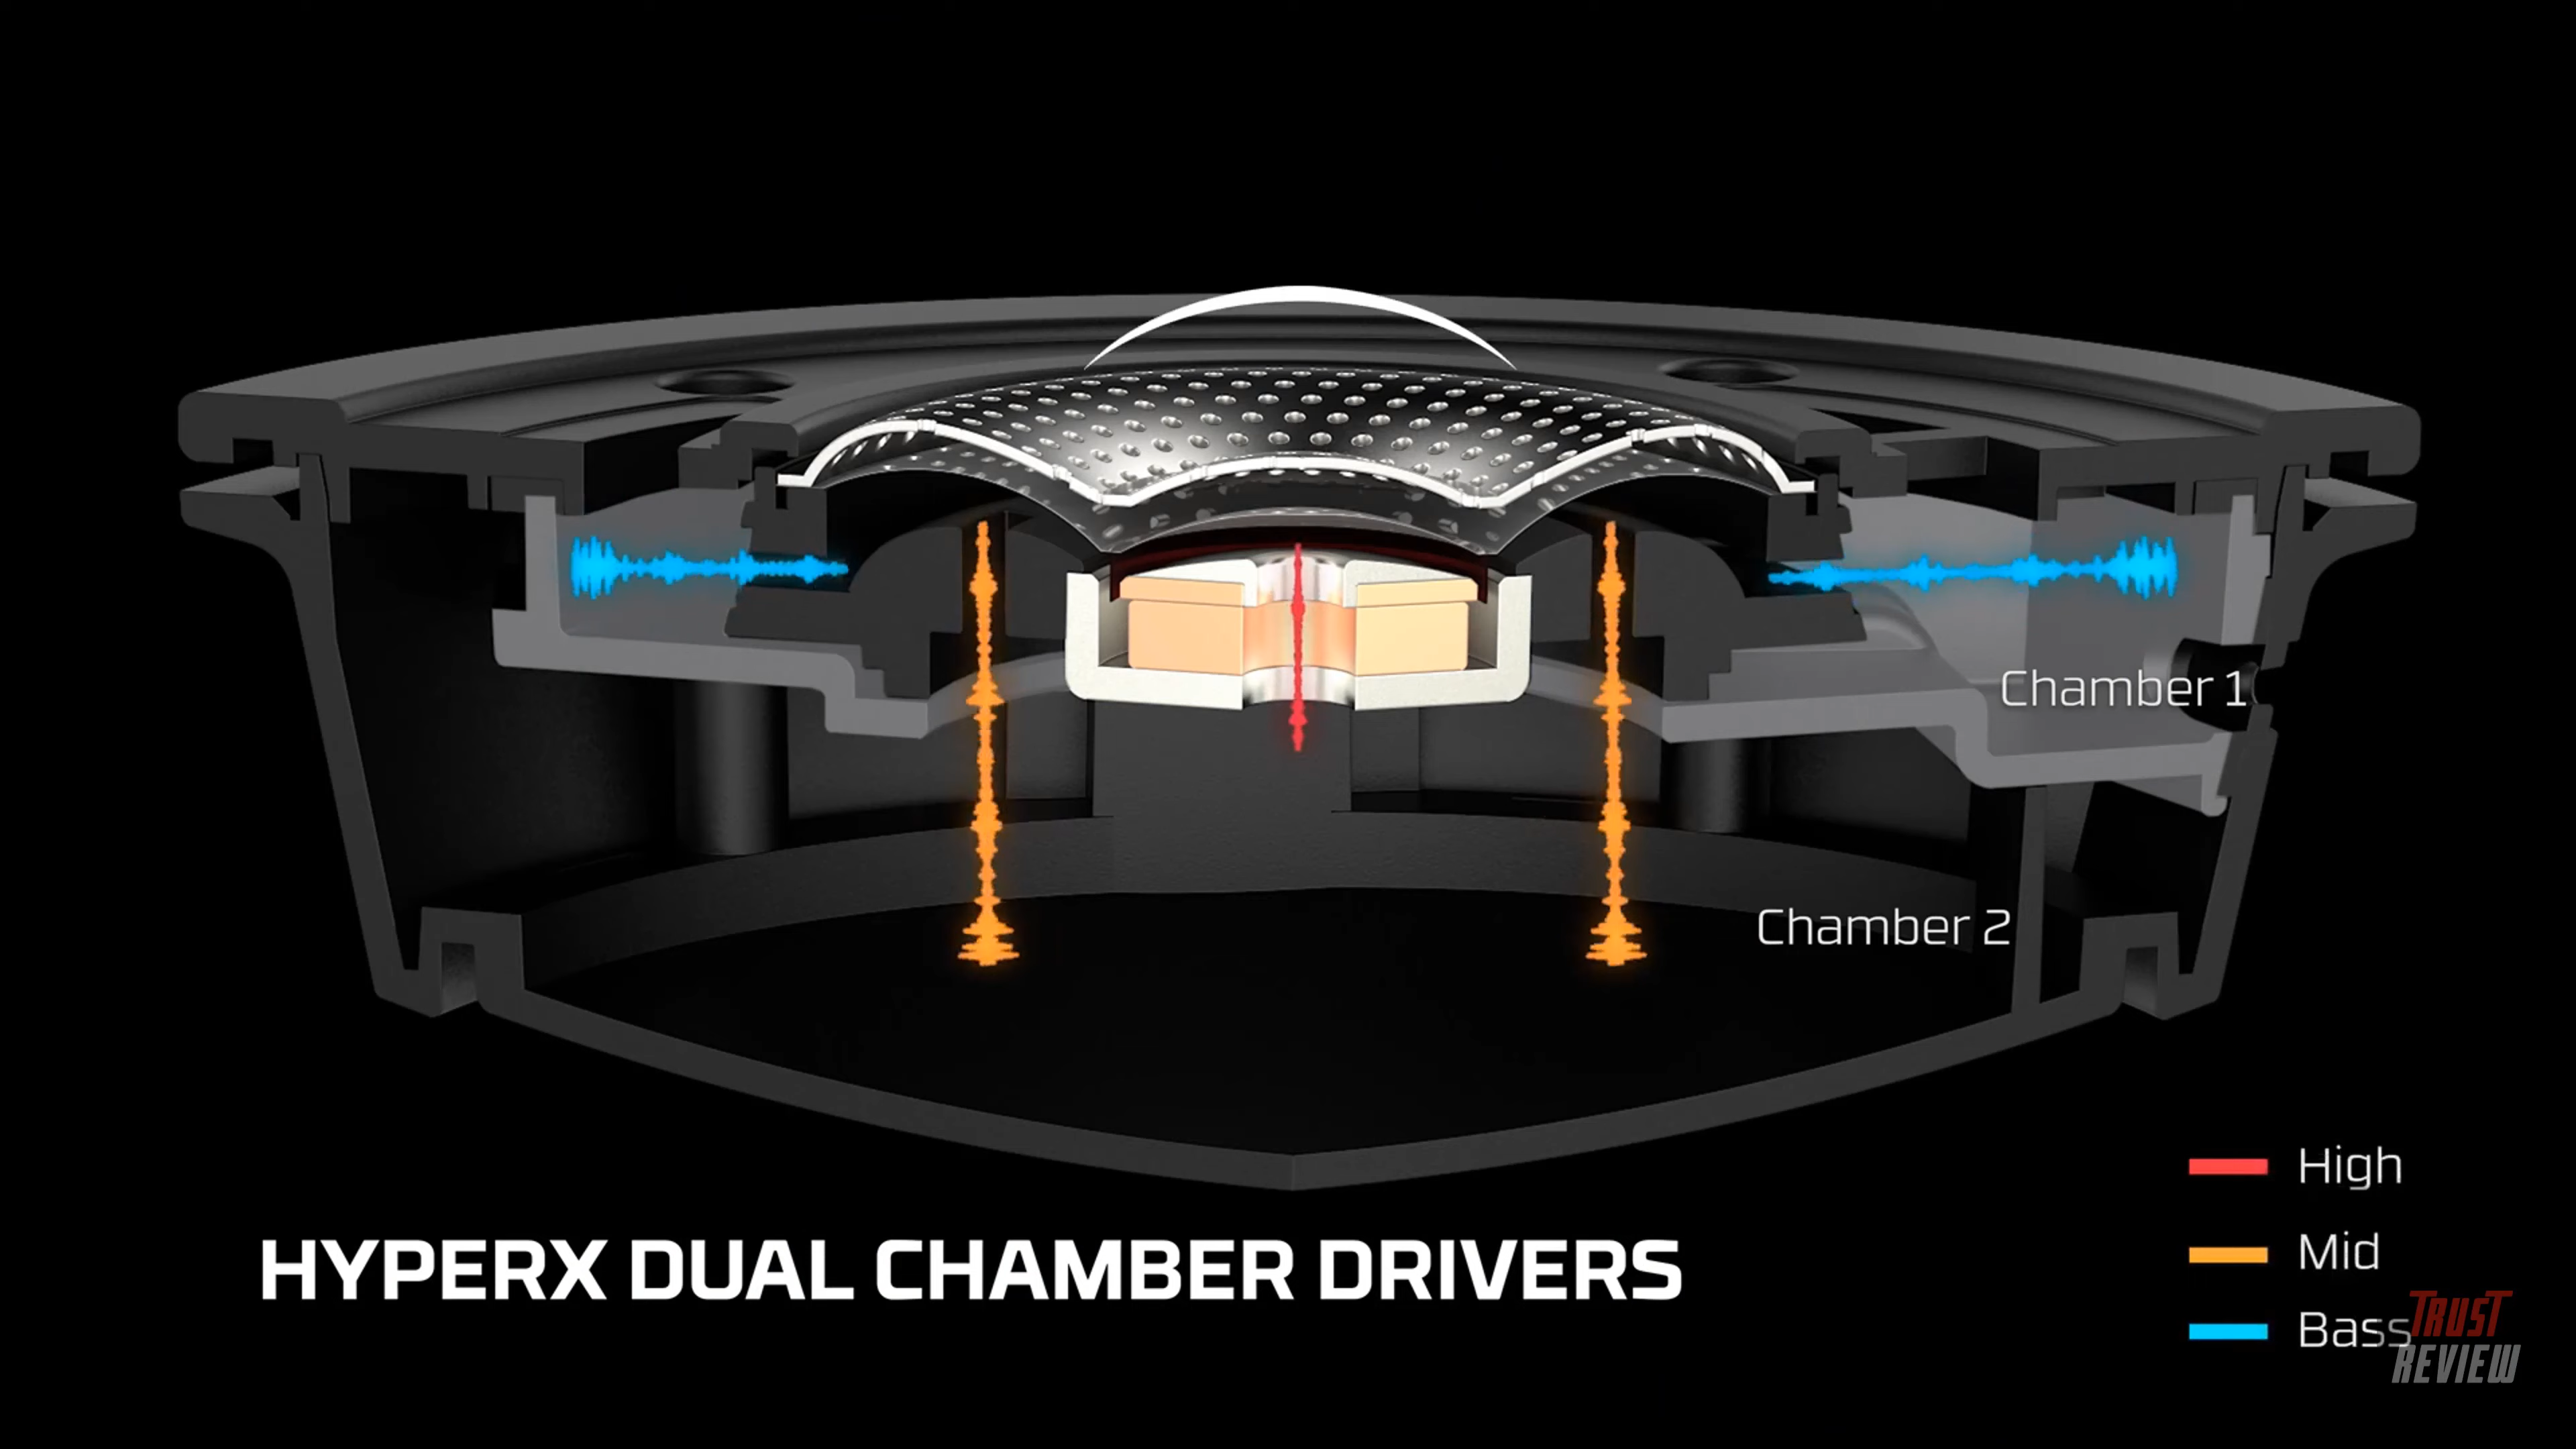 Chamber 1
Chamber 2
High
Mid
Bass
HYPERX DUAL CHAMBER DRIVERS
TRUST
REVIEW